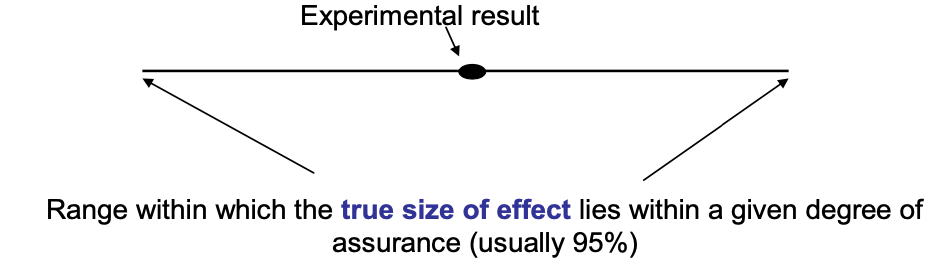 Experimental result
Range within which the true size of effect lies within a given degree of
assurance (usually 95%)